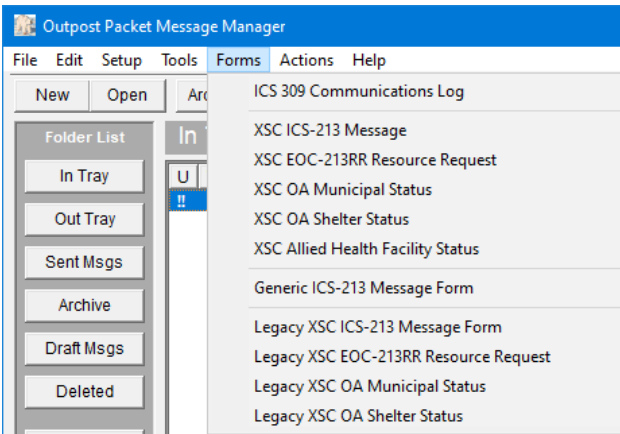 Outpost Packet Message Manager
File Edit Setup Tools Forms Actions Help
New Open
Folder List
In Tray
Out Tray
Sent Msgs
Archive
Draft Msgs
Deleted
In
U
!!
ICS 309 Communications Log
XSC ICS-213 Message
XSC EOC-213RR Resource Request
XSC OA Municipal Status
XSC OA Shelter Status
XSC Allied Health Facility Status
Generic ICS-213 Message Form
Legacy XSC ICS-213 Message Form
Legacy XSC EOC-213RR Resource Request
Legacy XSC OA Municipal Status
Legacy XSC OA Shelter Status